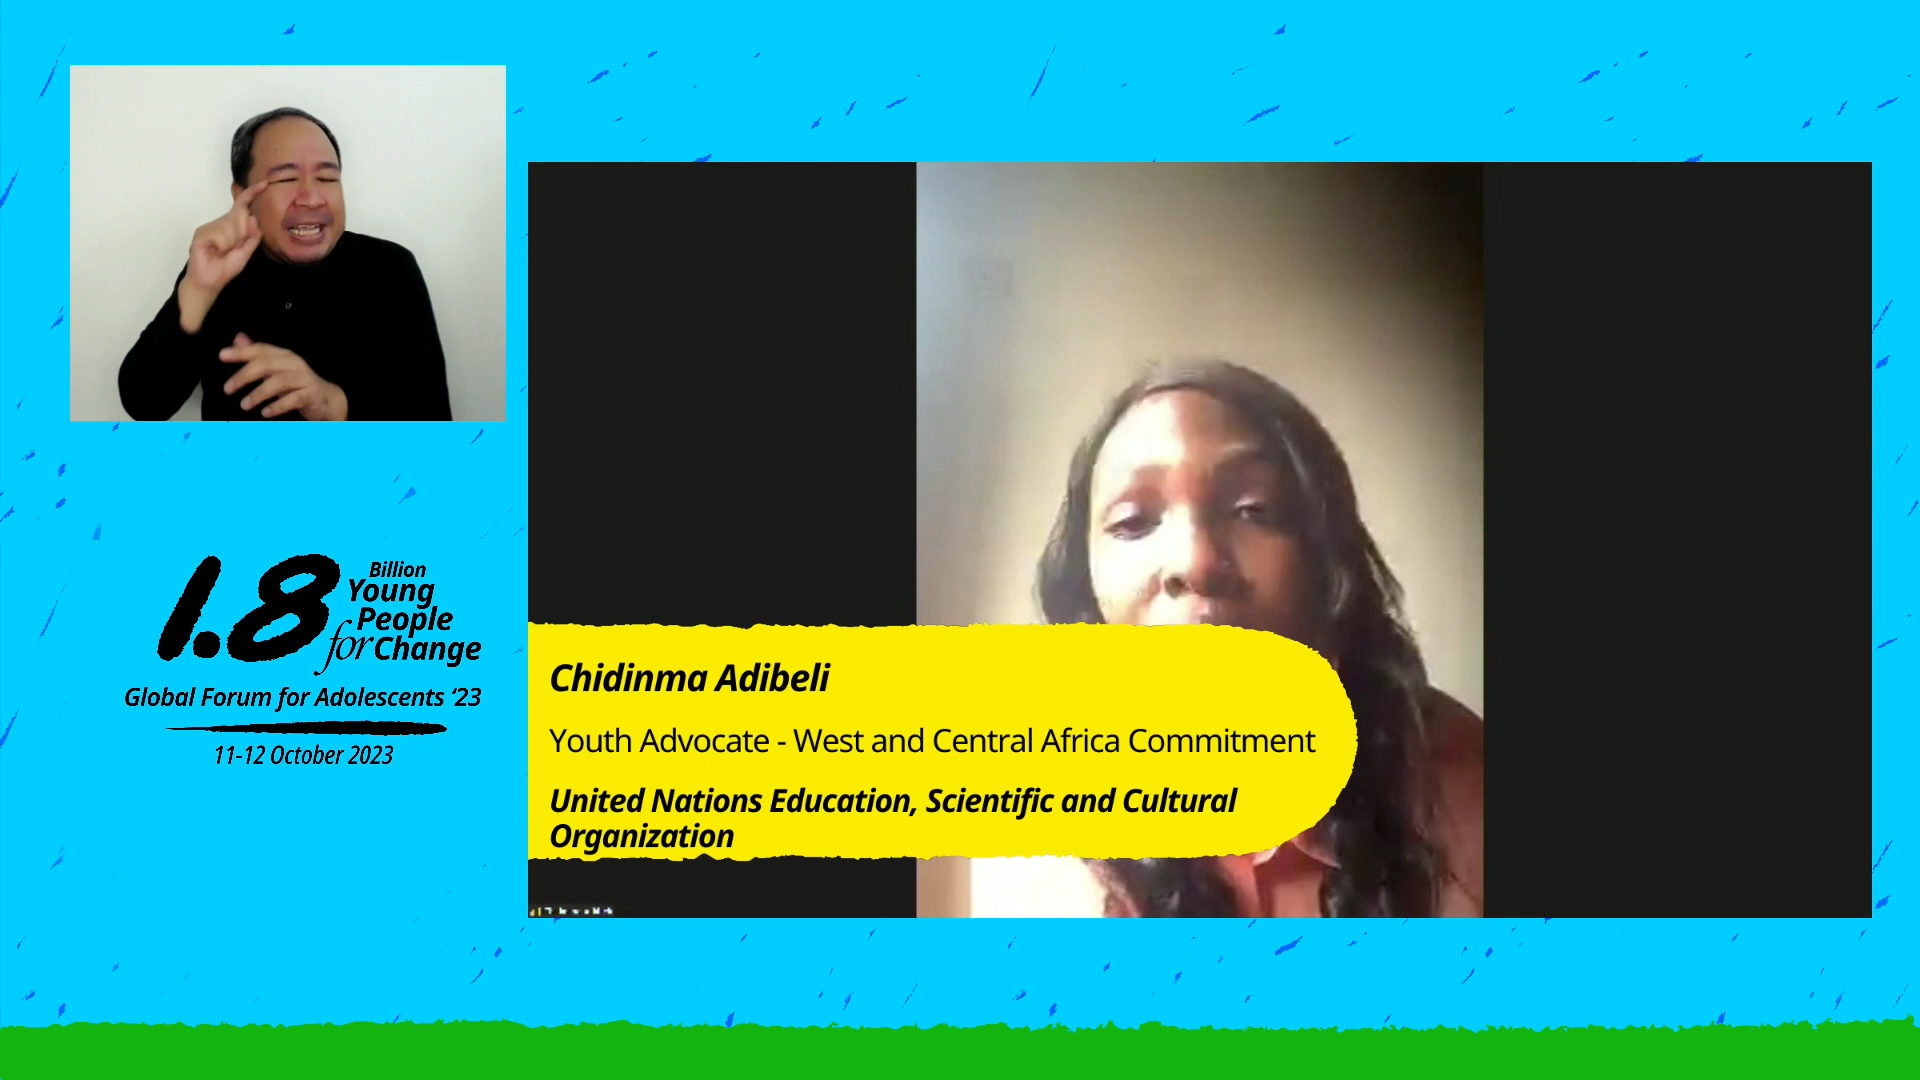 1.8
Billion
Young
People
for Change
Global Forum for Adolescents ‘23
11-12 October 2023
Chidinma Adibeli
Youth Advocate - West and Central Africa Commitment
United Nations Education, Scientific and Cultural
Organization